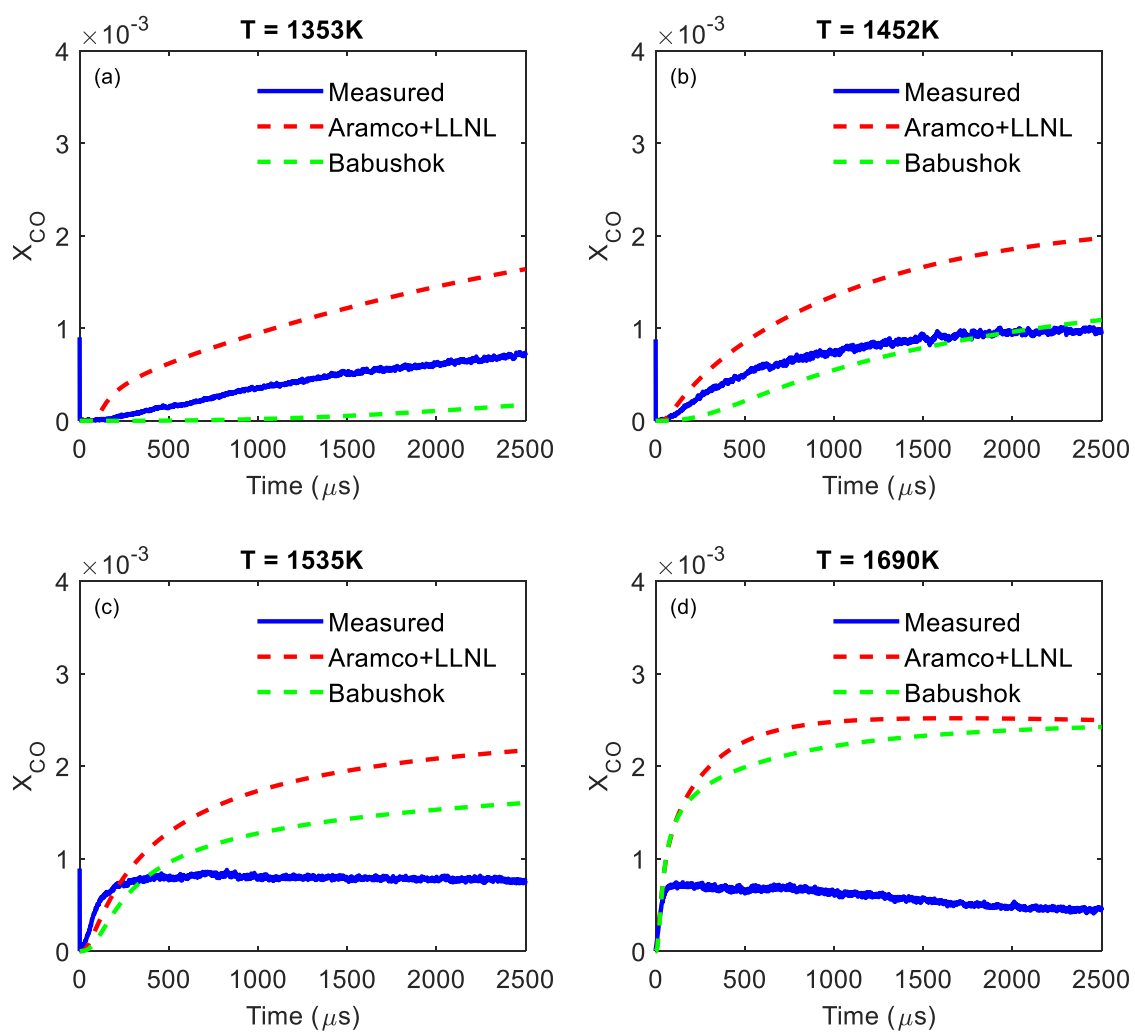 ×10-3
T = 1353K
(a)
Measured
Aramco+LLNL
Babushok
4
3
2
1
0
XCO
0 500 1000 1500 2000 2500
Time (μs)
×10-3
T = 1452K
(b)
Measured
Aramco+LLNL
Babushok
4
3
2
1
0
XCO
0 500 1000 1500 2000 2500
Time (μs)
×10-3
T = 1535K
(c)
Measured
Aramco+LLNL
Babushok
4
3
2
1
0
XCO
0 500 1000 1500 2000 2500
Time (μs)
×10-3
T = 1690K
(d)
Measured
Aramco+LLNL
Babushok
4
3
2
1
0
XCO
0 500 1000 1500 2000 2500
Time (μs)